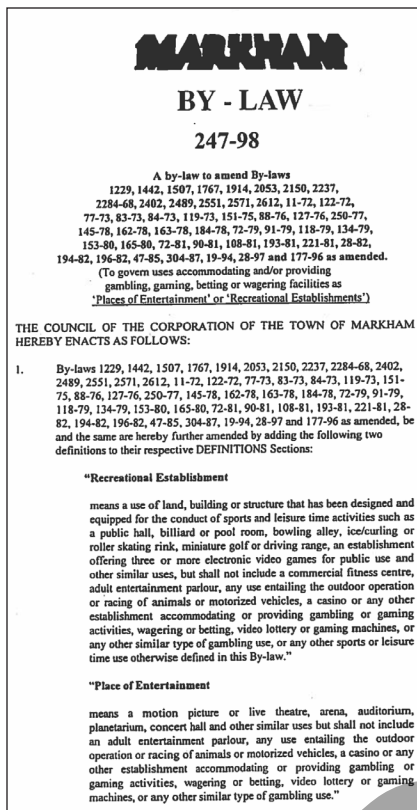 MARKHAM
BY - LAW
247-98
A by-law to amend By-laws
1229, 1442, 1507, 1767, 1914, 2053, 2150, 2237,
2284-68, 2402, 2489, 2551, 2571, 2612, 11-72, 122-72,
77-73, 83-73, 84-73, 119-73, 151-75, 88-76, 127-76, 250-77,
145-78, 162-78, 163-78, 184-78, 72-79, 91-79, 118-79, 134-79,
153-80, 165-80, 72-81, 90-81, 108-81, 193-81, 221-81, 28-82,
194-82, 196-82, 47-85, 304-87, 19-94, 28-97 and 177-96 as amended.
(To govern uses accommodating and/or providing
gambling, gaming, betting or wagering facilities as
'Places of Entertainment' or 'Recreational Establishments')
THE COUNCIL OF THE CORPORATION OF THE TOWN OF MARKHAM
HEREBY ENACTS AS FOLLOWS:
1. By-laws 1229, 1442, 1507, 1767, 1914, 2053, 2150, 2237, 2284-68, 2402,
2489, 2551, 2571, 2612, 11-72, 122-72, 77-73, 83-73, 84-73, 119-73, 151-
75, 88-76, 127-76, 250-77, 145-78, 162-78, 163-78, 184-78, 72-79, 91-79,
118-79, 134-79, 153-80, 165-80, 72-81, 90-81, 108-81, 193-81, 221-81, 28-
82, 194-82, 196-82, 47-85, 304-87, 19-94, 28-97 and 177-96 as amended, be
and the same are hereby further amended by adding the following two
definitions to their respective DEFINITIONS Sections:
"Recreational Establishment
means a use of land, building or structure that has been designed and
equipped for the conduct of sports and leisure time activities such as
a public hall, billiard or pool room, bowling alley, ice/curling or
roller skating rink, miniature golf or driving range, an establishment
offering three or more electronic video games for public use and
other similar uses, but shall not include a commercial fitness centre,
adult entertainment parlour, any use entailing the outdoor operation
or racing of animals or motorized vehicles, a casino or any other
establishment accommodating or providing gambling or gaming
activities, wagering or betting, video lottery or gaming machines, or
any other similar type of gambling use, or any other sports or leisure
time use otherwise defined in this By-law."
"Place of Entertainment
means a motion picture or live theatre, arena, auditorium,
planetarium, concert hall and other similar uses but shall not include
an adult entertainment parlour, any use entailing the outdoor
operation or racing of animals or motorized vehicles, a casino or any
other establishment accommodating or providing gambling or
gaming activities, wagering or betting, video lottery or gaming
machines, or any other similar type of gambling use."